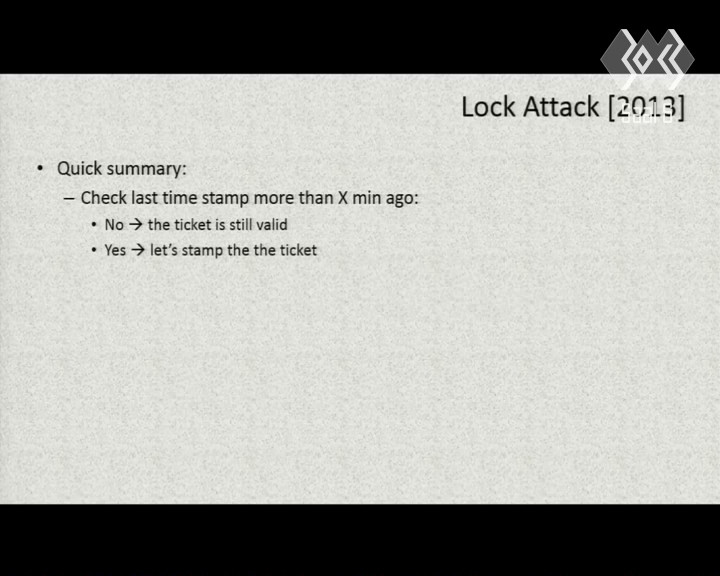 Lock Attack [2013]
• Quick summary:
– Check last time stamp more than X min ago:
• No → the ticket is still valid
• Yes → let's stamp the the ticket